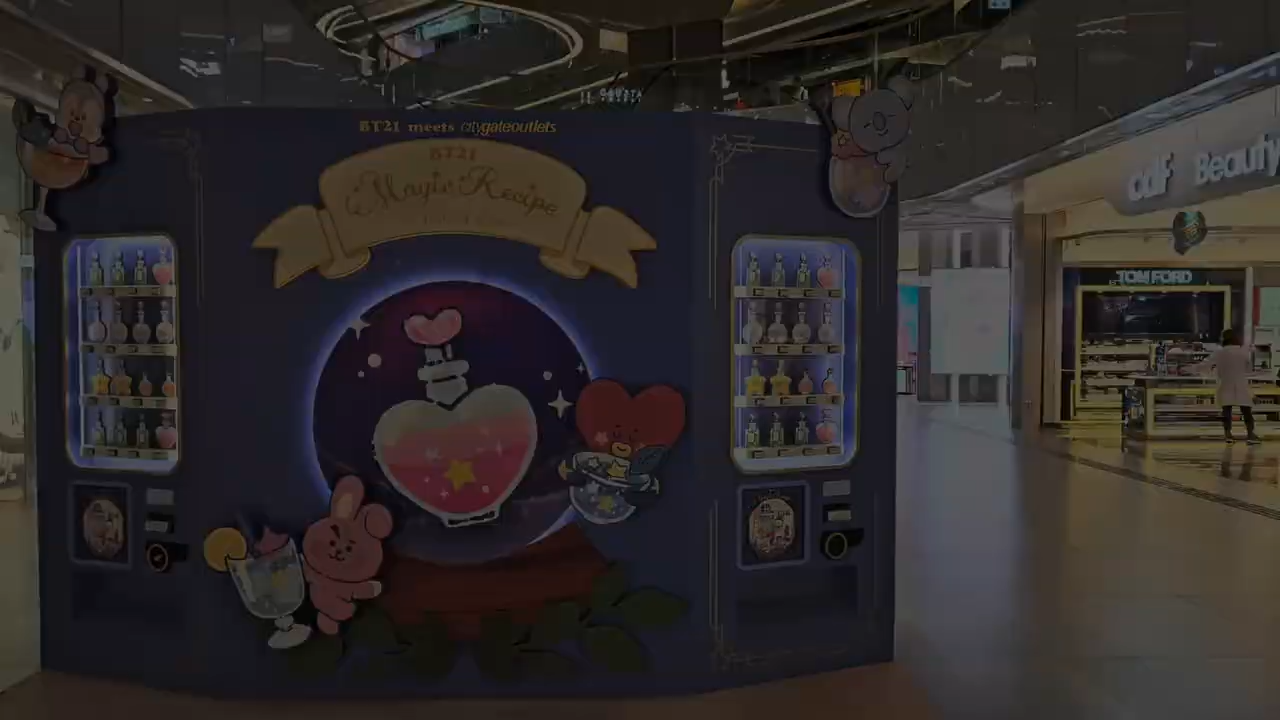 BT21 meets citygateoutlets
BT21
Magic Recipe
cdf Beauty
TOM FORD